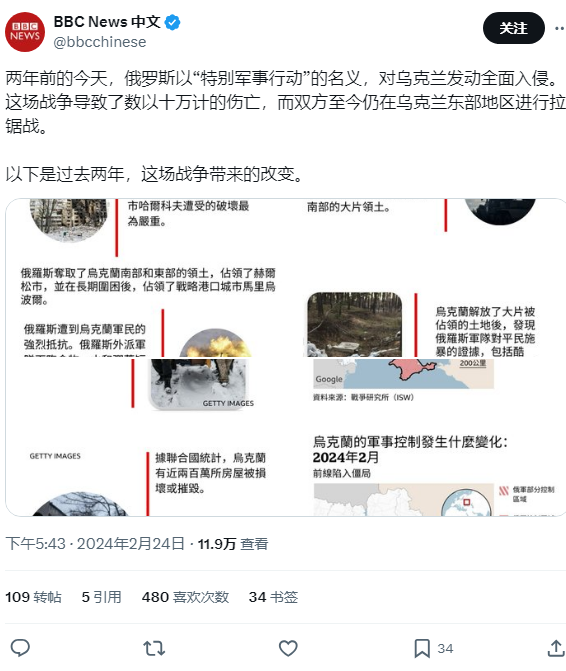 BBC News 中文
@bbcchinese
关注
两年前的今天，俄罗斯以“特别军事行动”的名义，对乌克兰发动全面入侵。
这场战争导致了数以十万计的伤亡，而双方至今仍在乌克兰东部地区进行拉
锯战。
以下是过去两年，这场战争带来的改变。
市哈爾科夫遭受的破壞最
為嚴重。
南部的大片領土。
俄羅斯奪取了烏克蘭南部和東部的領土，佔領了赫爾
松市，並在長期圍困後，佔領了戰略港口城市馬里烏
波爾。
俄羅斯遭到烏克蘭軍民的
強烈抵抗。俄羅斯外派軍
烏克蘭解放了大片被
佔領的土地後，發現
俄羅斯軍隊對平民施
暴的證據，包括酷
GETTY IMAGES
200公里
Google
資料來源：戰爭研究所（ISW）
GETTY IMAGES
據聯合國統計，烏克蘭
有近兩百萬所房屋被損
壞或摧毀。
烏克蘭的軍事控制發生什麼變化：
2024年2月
前線陷入僵局
俄軍部分控制
區域
下午5:43 · 2024年2月24日 · 11.9万 查看
109 转帖 5 引用 480 喜欢次数 34 书签
34